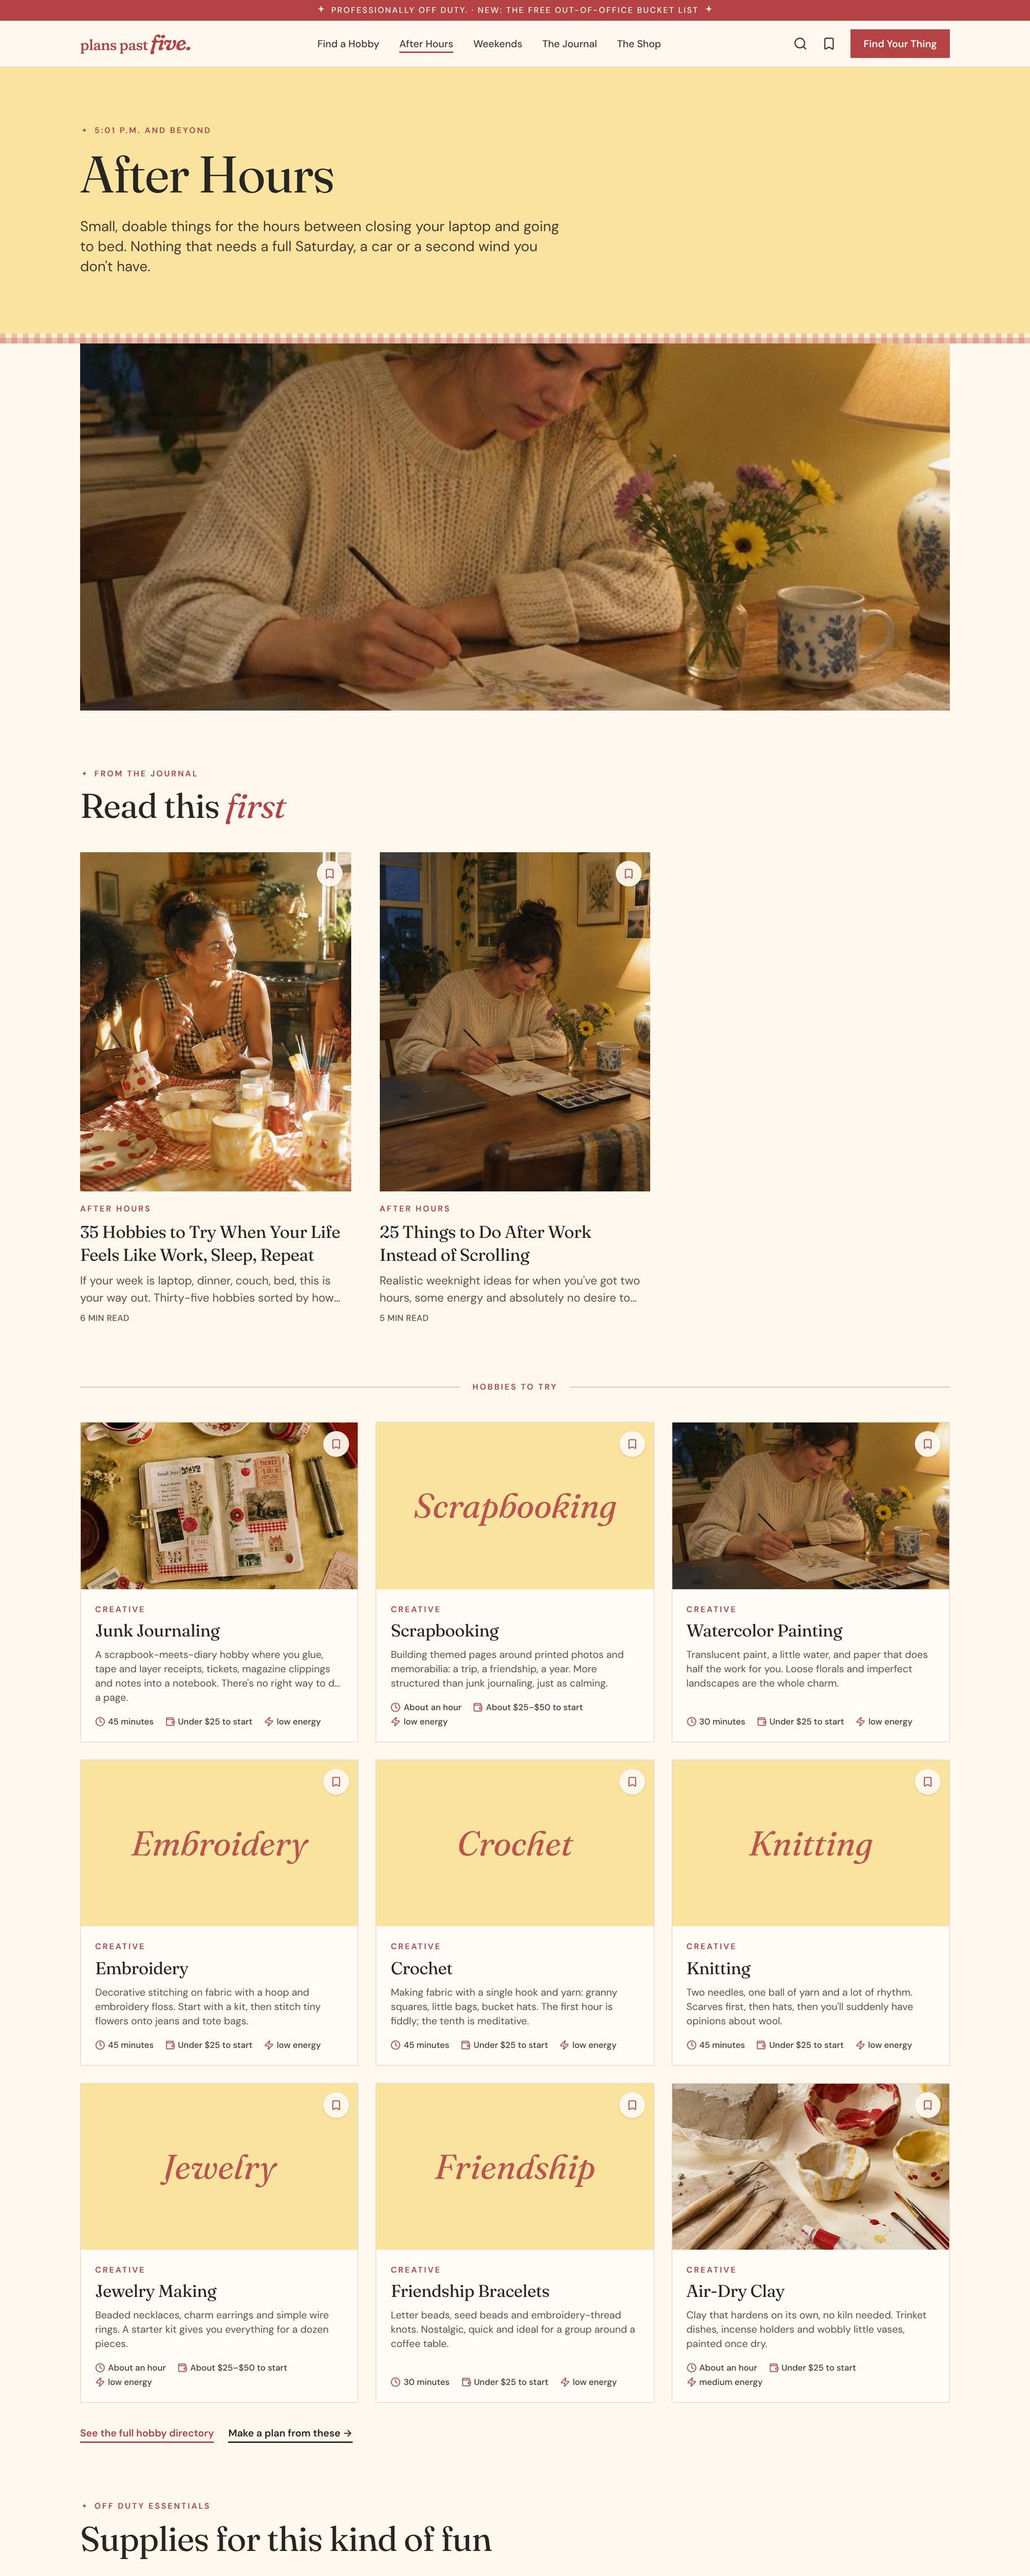 PROFESSIONALLY OFF DUTY. · NEW: THE FREE OUT-OF-OFFICE BUCKET LIST
plans past five.
Find a Hobby
After Hours
Weekends
The Journal
The Shop
Find Your Thing
5:01 P.M. AND BEYOND
After Hours
Small, doable things for the hours between closing your laptop and going
to bed. Nothing that needs a full Saturday, a car or a second wind you
don't have.
FROM THE JOURNAL
Read this first
AFTER HOURS
35 Hobbies to Try When Your Life
Feels Like Work, Sleep, Repeat
If your week is laptop, dinner, couch, bed, this is
your way out. Thirty-five hobbies sorted by how...
6 MIN READ
AFTER HOURS
25 Things to Do After Work
Instead of Scrolling
Realistic weeknight ideas for when you've got two
hours, some energy and absolutely no desire to...
5 MIN READ
HOBBIES TO TRY
Small Joys
TICKET
CREATIVE
Junk Journaling
A scrapbook-meets-diary hobby where you glue,
tape and layer receipts, tickets, magazine clippings
and notes into a notebook. There's no right way to d...
a page.
45 minutes
Under $25 to start
low energy
Scrapbooking
CREATIVE
Scrapbooking
Building themed pages around printed photos and
memorabilia: a trip, a friendship, a year. More
structured than junk journaling, just as calming.
About an hour
About $25–$50 to start
low energy
CREATIVE
Watercolor Painting
Translucent paint, a little water, and paper that does
half the work for you. Loose florals and imperfect
landscapes are the whole charm.
30 minutes
Under $25 to start
low energy
Embroidery
CREATIVE
Embroidery
Decorative stitching on fabric with a hoop and
embroidery floss. Start with a kit, then stitch tiny
flowers onto jeans and tote bags.
45 minutes
Under $25 to start
low energy
Crochet
CREATIVE
Crochet
Making fabric with a single hook and yarn: granny
squares, little bags, bucket hats. The first hour is
fiddly; the tenth is meditative.
45 minutes
Under $25 to start
low energy
Knitting
CREATIVE
Knitting
Two needles, one ball of yarn and a lot of rhythm.
Scarves first, then hats, then you'll suddenly have
opinions about wool.
45 minutes
Under $25 to start
low energy
Jewelry
CREATIVE
Jewelry Making
Beaded necklaces, charm earrings and simple wire
rings. A starter kit gives you everything for a dozen
pieces.
About an hour
About $25–$50 to start
low energy
Friendship
CREATIVE
Friendship Bracelets
Letter beads, seed beads and embroidery-thread
knots. Nostalgic, quick and ideal for a group around a
coffee table.
30 minutes
Under $25 to start
low energy
CREATIVE
Air-Dry Clay
Clay that hardens on its own, no kiln needed. Trinket
dishes, incense holders and wobbly little vases,
painted once dry.
About an hour
Under $25 to start
medium energy
See the full hobby directory
Make a plan from these →
OFF DUTY ESSENTIALS
Supplies for this kind of fun